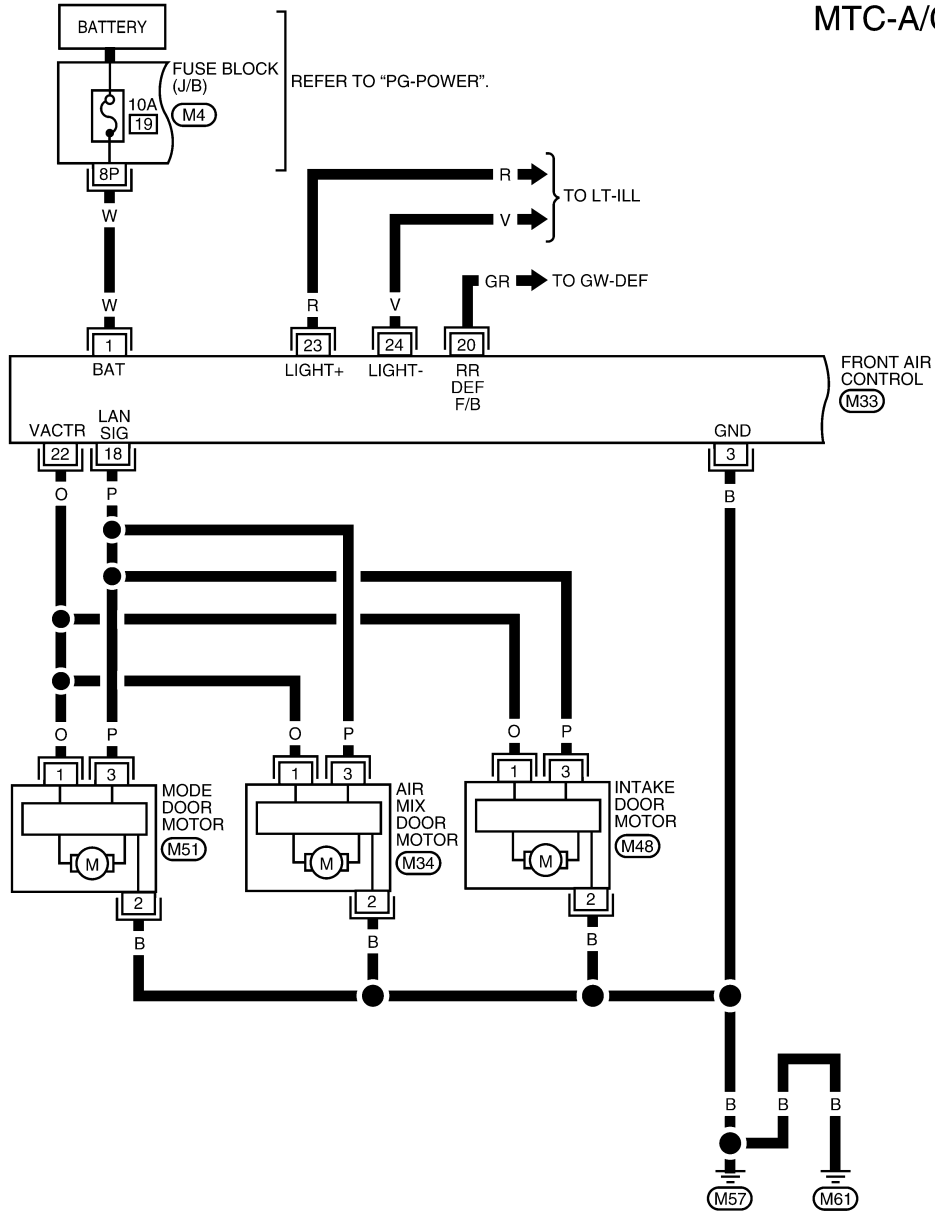 MTC-A/C
BATTERY
FUSE BLOCK
(J/B)
M4
10A
19
REFER TO “PG-POWER”.
8P
W
R
TO LT-ILL
V
GR
TO GW-DEF
W
R
V
1
23
24
20
BAT
LIGHT+
LIGHT-
RR
DEF
F/B
FRONT AIR
CONTROL
M33
VACTR
LAN
SIG
GND
22
18
3
O
P
B
O
P
O
P
O
P
1
3
1
3
1
3
MODE
DOOR
MOTOR
M51
AIR
MIX
DOOR
MOTOR
M34
INTAKE
DOOR
MOTOR
M48
M
M
M
2
2
2
B
B
B
B
B
B
M57
M61